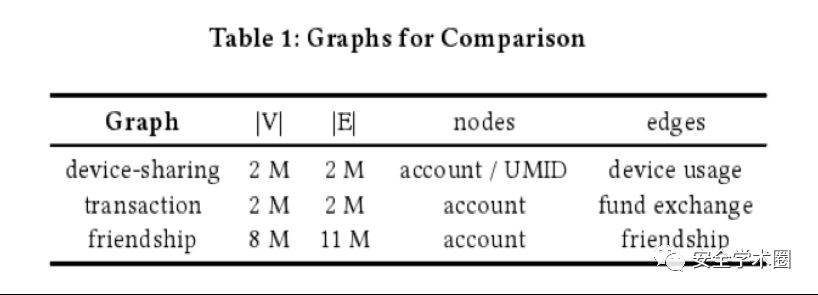 Table 1: Graphs for Comparison
Graph |V| |E| nodes edges
device-sharing 2 M 2 M account / UMID device usage
transaction 2 M 2 M account fund exchange
friendship 8 M 11 M account friendship
安全学术圈